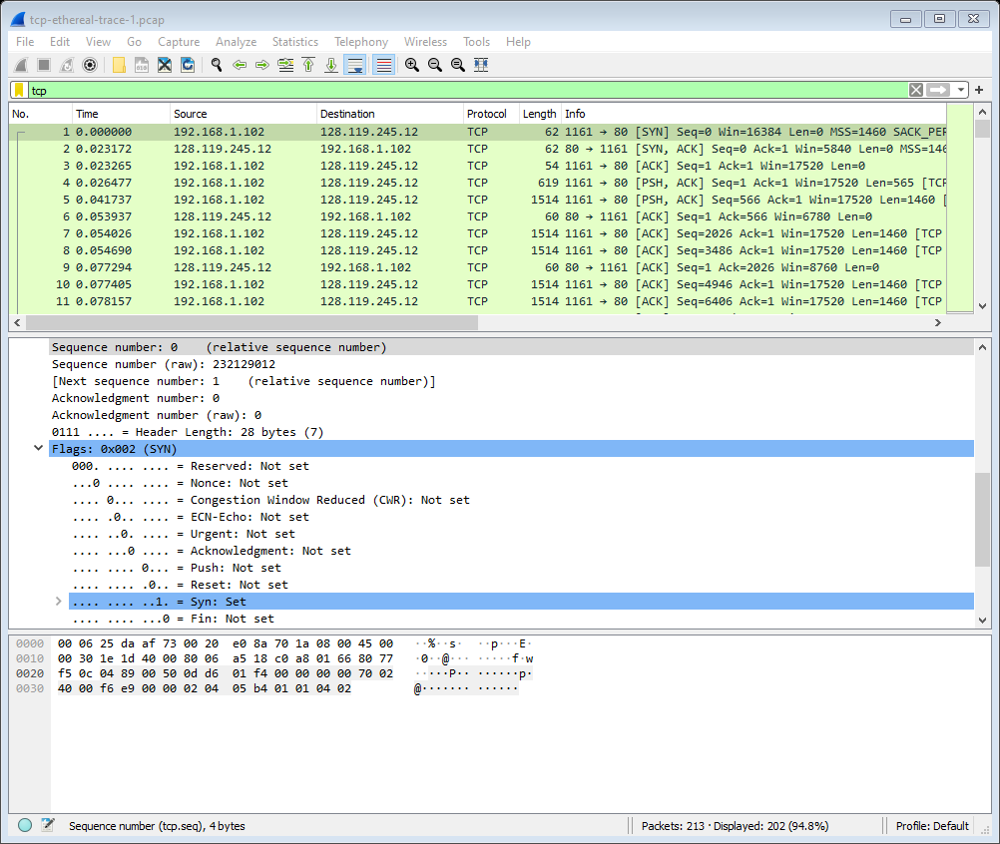 tcp-ethereal-trace-1.pcap
File Edit View Go Capture Analyze Statistics Telephony Wireless Tools Help
tcp
No. Time Source Destination Protocol Length Info
1 0.000000 192.168.1.102 128.119.245.12 TCP 62 1161 → 80 [SYN] Seq=0 Win=16384 Len=0 MSS=1460 SACK_PER
2 0.023172 128.119.245.12 192.168.1.102 TCP 62 80 → 1161 [SYN, ACK] Seq=0 Ack=1 Win=5840 Len=0 MSS=146
3 0.023265 192.168.1.102 128.119.245.12 TCP 54 1161 → 80 [ACK] Seq=1 Ack=1 Win=17520 Len=0
4 0.026477 192.168.1.102 128.119.245.12 TCP 619 1161 → 80 [PSH, ACK] Seq=1 Ack=1 Win=17520 Len=565 [TCP
5 0.041737 192.168.1.102 128.119.245.12 TCP 1514 1161 → 80 [PSH, ACK] Seq=566 Ack=1 Win=17520 Len=1460 [
6 0.053937 128.119.245.12 192.168.1.102 TCP 60 80 → 1161 [ACK] Seq=1 Ack=566 Win=6780 Len=0
7 0.054026 192.168.1.102 128.119.245.12 TCP 1514 1161 → 80 [ACK] Seq=2026 Ack=1 Win=17520 Len=1460 [TCP
8 0.054690 192.168.1.102 128.119.245.12 TCP 1514 1161 → 80 [ACK] Seq=3486 Ack=1 Win=17520 Len=1460 [TCP
9 0.077294 128.119.245.12 192.168.1.102 TCP 60 80 → 1161 [ACK] Seq=1 Ack=2026 Win=8760 Len=0
10 0.077405 192.168.1.102 128.119.245.12 TCP 1514 1161 → 80 [ACK] Seq=4946 Ack=1 Win=17520 Len=1460 [TCP
11 0.078157 192.168.1.102 128.119.245.12 TCP 1514 1161 → 80 [ACK] Seq=6406 Ack=1 Win=17520 Len=1460 [TCP
Sequence number: 0 (relative sequence number)
Sequence number (raw): 232129012
[Next sequence number: 1 (relative sequence number)]
Acknowledgment number: 0
Acknowledgment number (raw): 0
0111 .... = Header Length: 28 bytes (7)
Flags: 0x002 (SYN)
000. .... .... = Reserved: Not set
...0 .... .... = Nonce: Not set
.... 0... .... = Congestion Window Reduced (CWR): Not set
.... .0.. .... = ECN-Echo: Not set
.... ..0. .... = Urgent: Not set
.... ...0 .... = Acknowledgment: Not set
.... .... 0... = Push: Not set
.... .... .0.. = Reset: Not set
.... .... ..1. = Syn: Set
.... .... ...0 = Fin: Not set
0000 00 06 25 da af 73 00 20 e0 8a 70 1a 08 00 45 00 ··%··s· ··p···E·
0010 00 30 1e 1d 40 00 80 06 a5 18 c0 a8 01 66 80 77 ·0··@··· ·····f·w
0020 f5 0c 04 89 00 50 0d d6 01 f4 00 00 00 00 70 02 ·····P·· ······p·
0030 40 00 f6 e9 00 00 02 04 05 b4 01 01 04 02 @······· ······
Sequence number (tcp.seq), 4 bytes
Packets: 213 · Displayed: 202 (94.8%)
Profile: Default